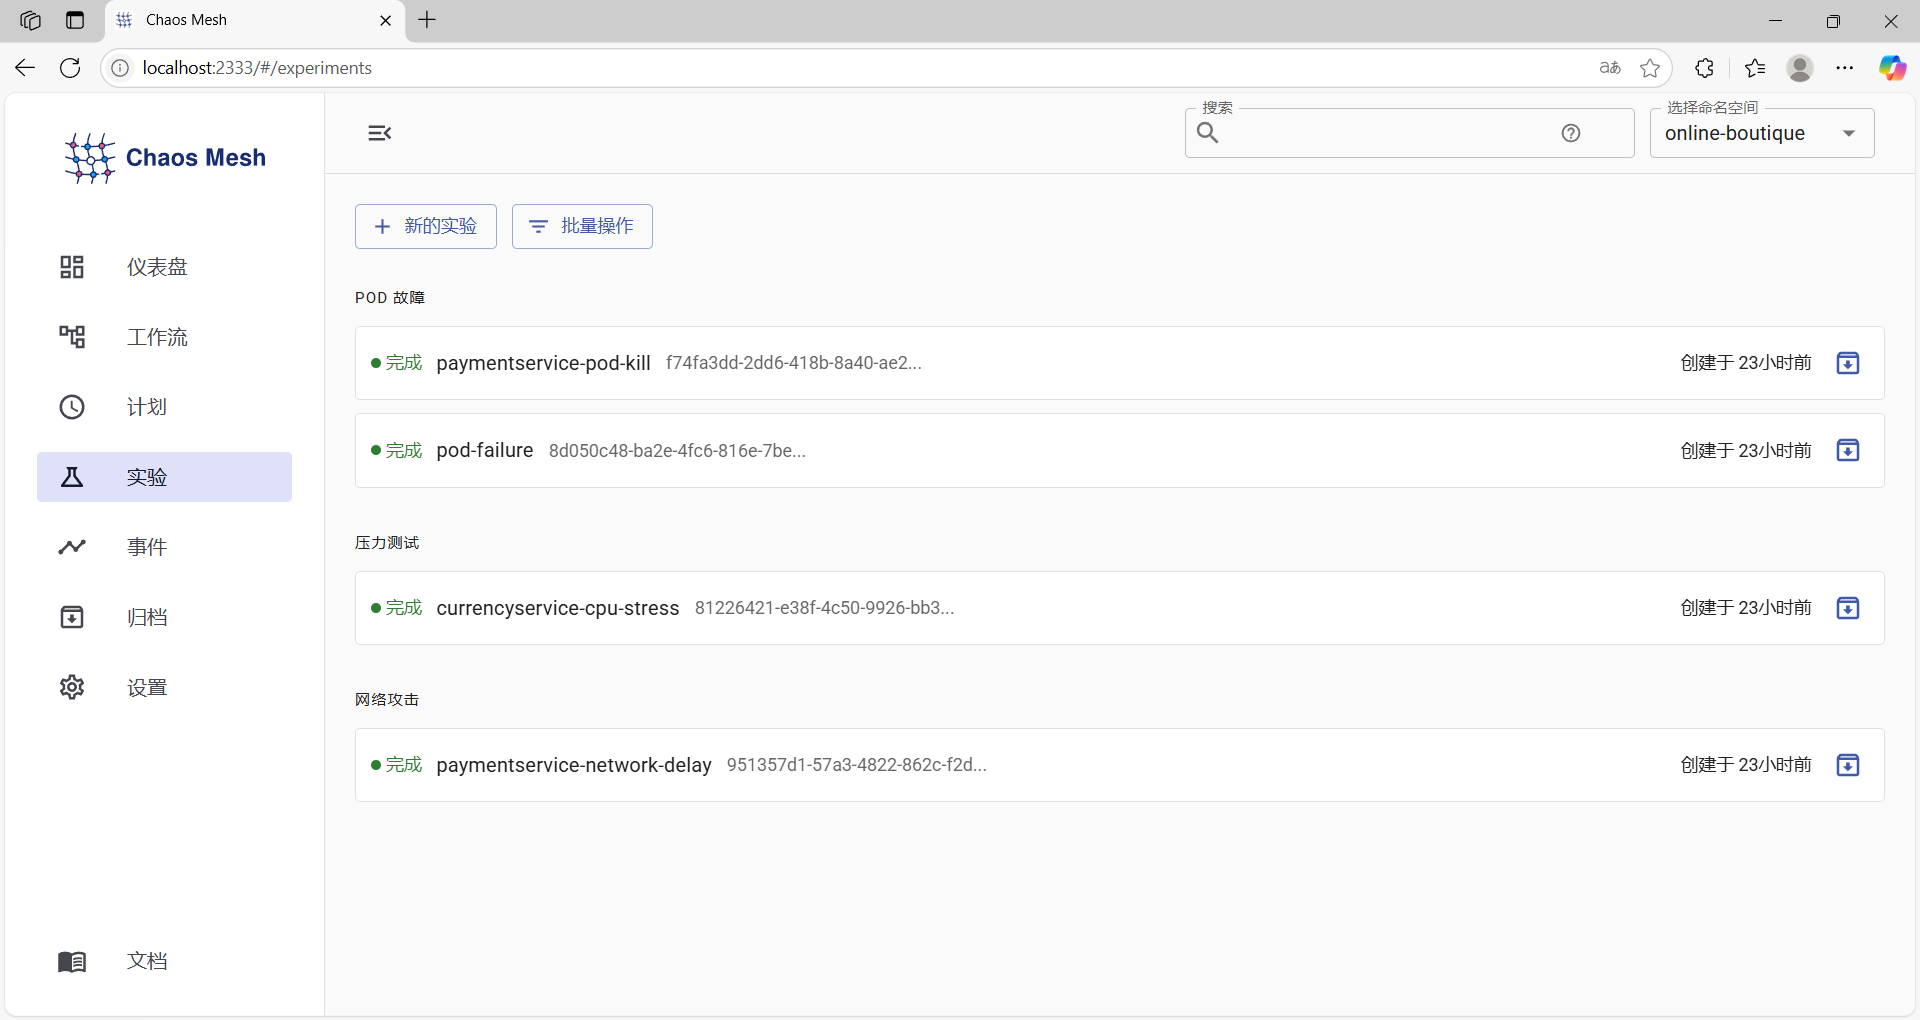 Chaos Mesh
localhost:2333/#/experiments
Chaos Mesh
搜索
选择命名空间
online-boutique
仪表盘
工作流
计划
实验
事件
归档
设置
文档
新的实验
批量操作
POD 故障
完成 paymentservice-pod-kill f74fa3dd-2dd6-418b-8a40-ae2... 创建于 23小时前
完成 pod-failure 8d050c48-ba2e-4fc6-816e-7be... 创建于 23小时前
压力测试
完成 currencyservice-cpu-stress 81226421-e38f-4c50-9926-bb3... 创建于 23小时前
网络攻击
完成 paymentservice-network-delay 951357d1-57a3-4822-862c-f2d... 创建于 23小时前